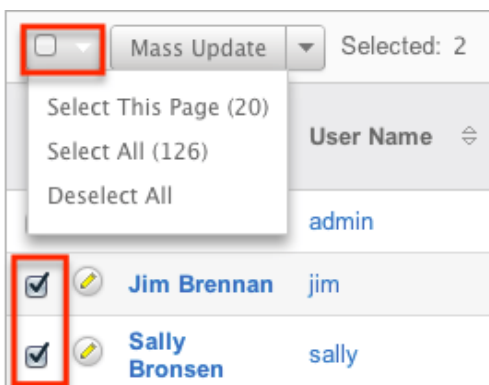 Mass Update Selected: 2
Select This Page (20)
Select All (126)
Deselect All
User Name
admin
Jim Brennan jim
Sally
Bronsen sally